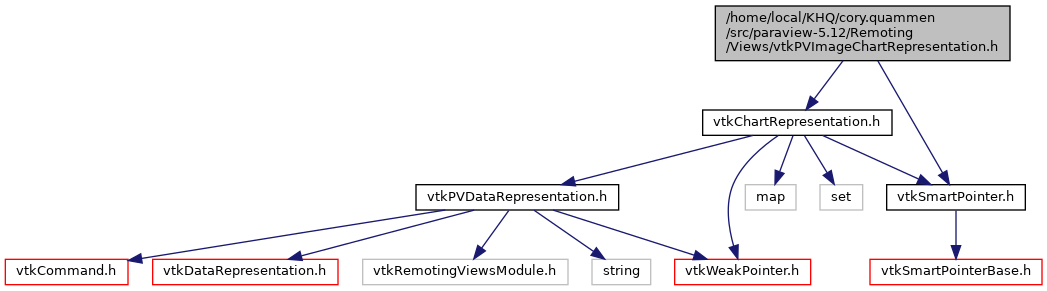 /home/local/KHQ/cory.quammen
/src/paraview-5.12/Remoting
/Views/vtkPVImageChartRepresentation.h
vtkChartRepresentation.h
vtkPVDataRepresentation.h
map
set
vtkSmartPointer.h
vtkCommand.h
vtkDataRepresentation.h
vtkRemotingViewsModule.h
string
vtkWeakPointer.h
vtkSmartPointerBase.h